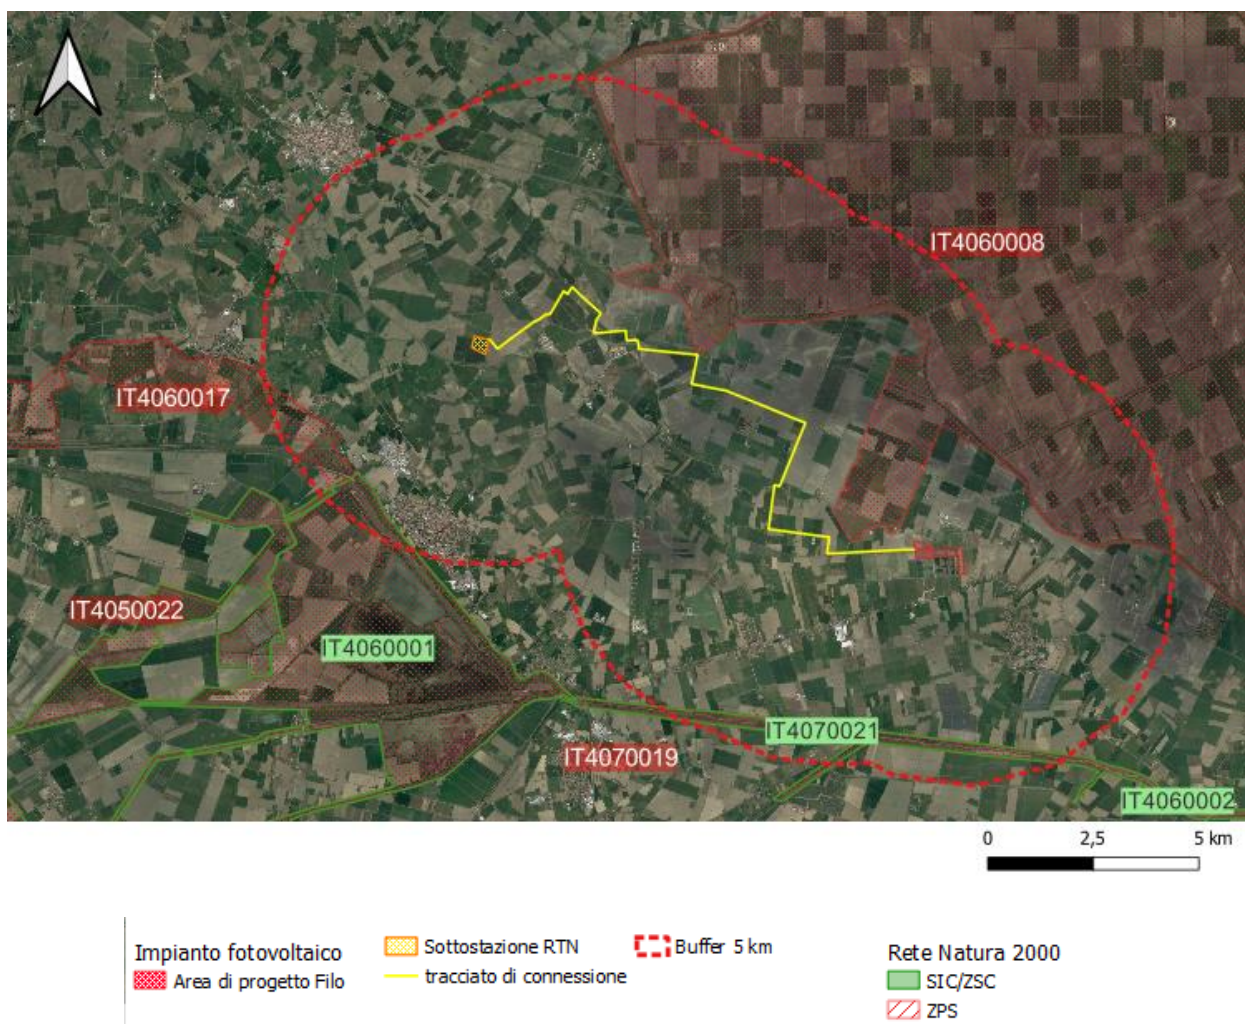 IT4060008
IT4060017
IT4050022
IT4060001
IT4070021
IT4070019
IT4060002
0 2,5 5 km
Impianto fotovoltaico
Area di progetto Filo
Sottostazione RTN
tracciato di connessione
Buffer 5 km
Rete Natura 2000
SIC/ZSC
ZPS